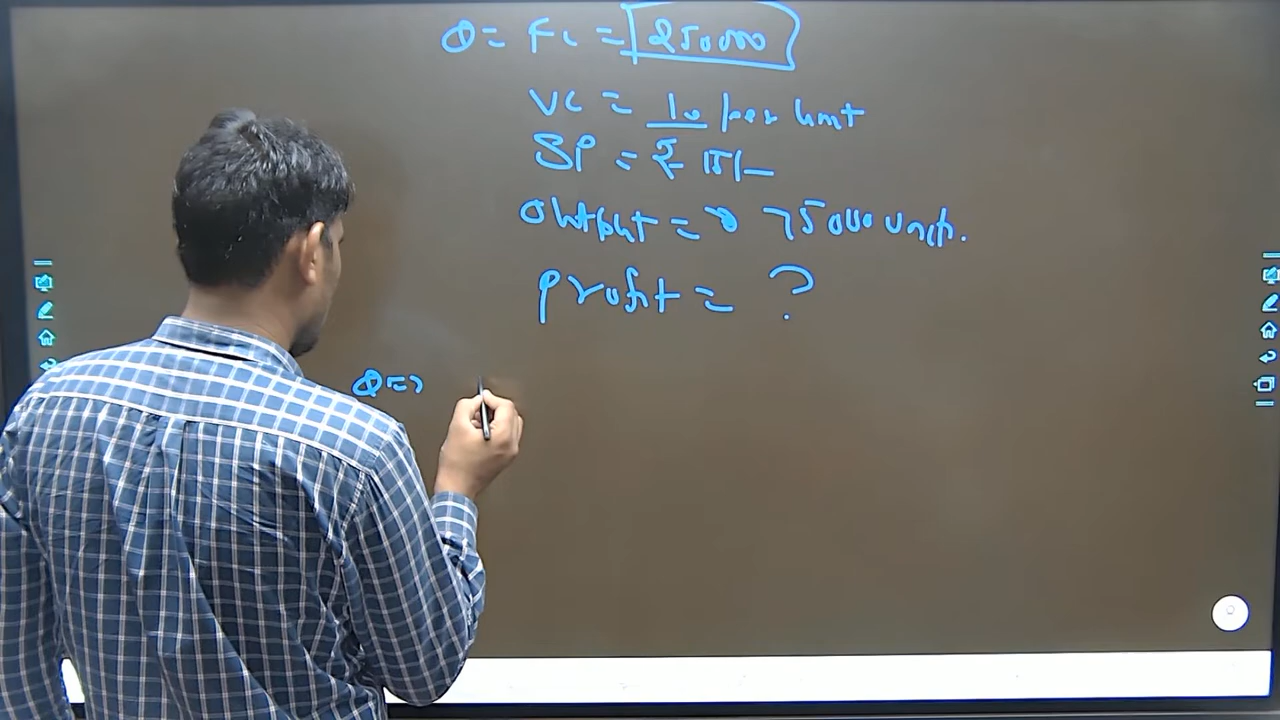 Q = FC = 250000
VC = 10 per unit
SP = ₹ 15/-
output = 75000 units.
profit = ?
Q =>